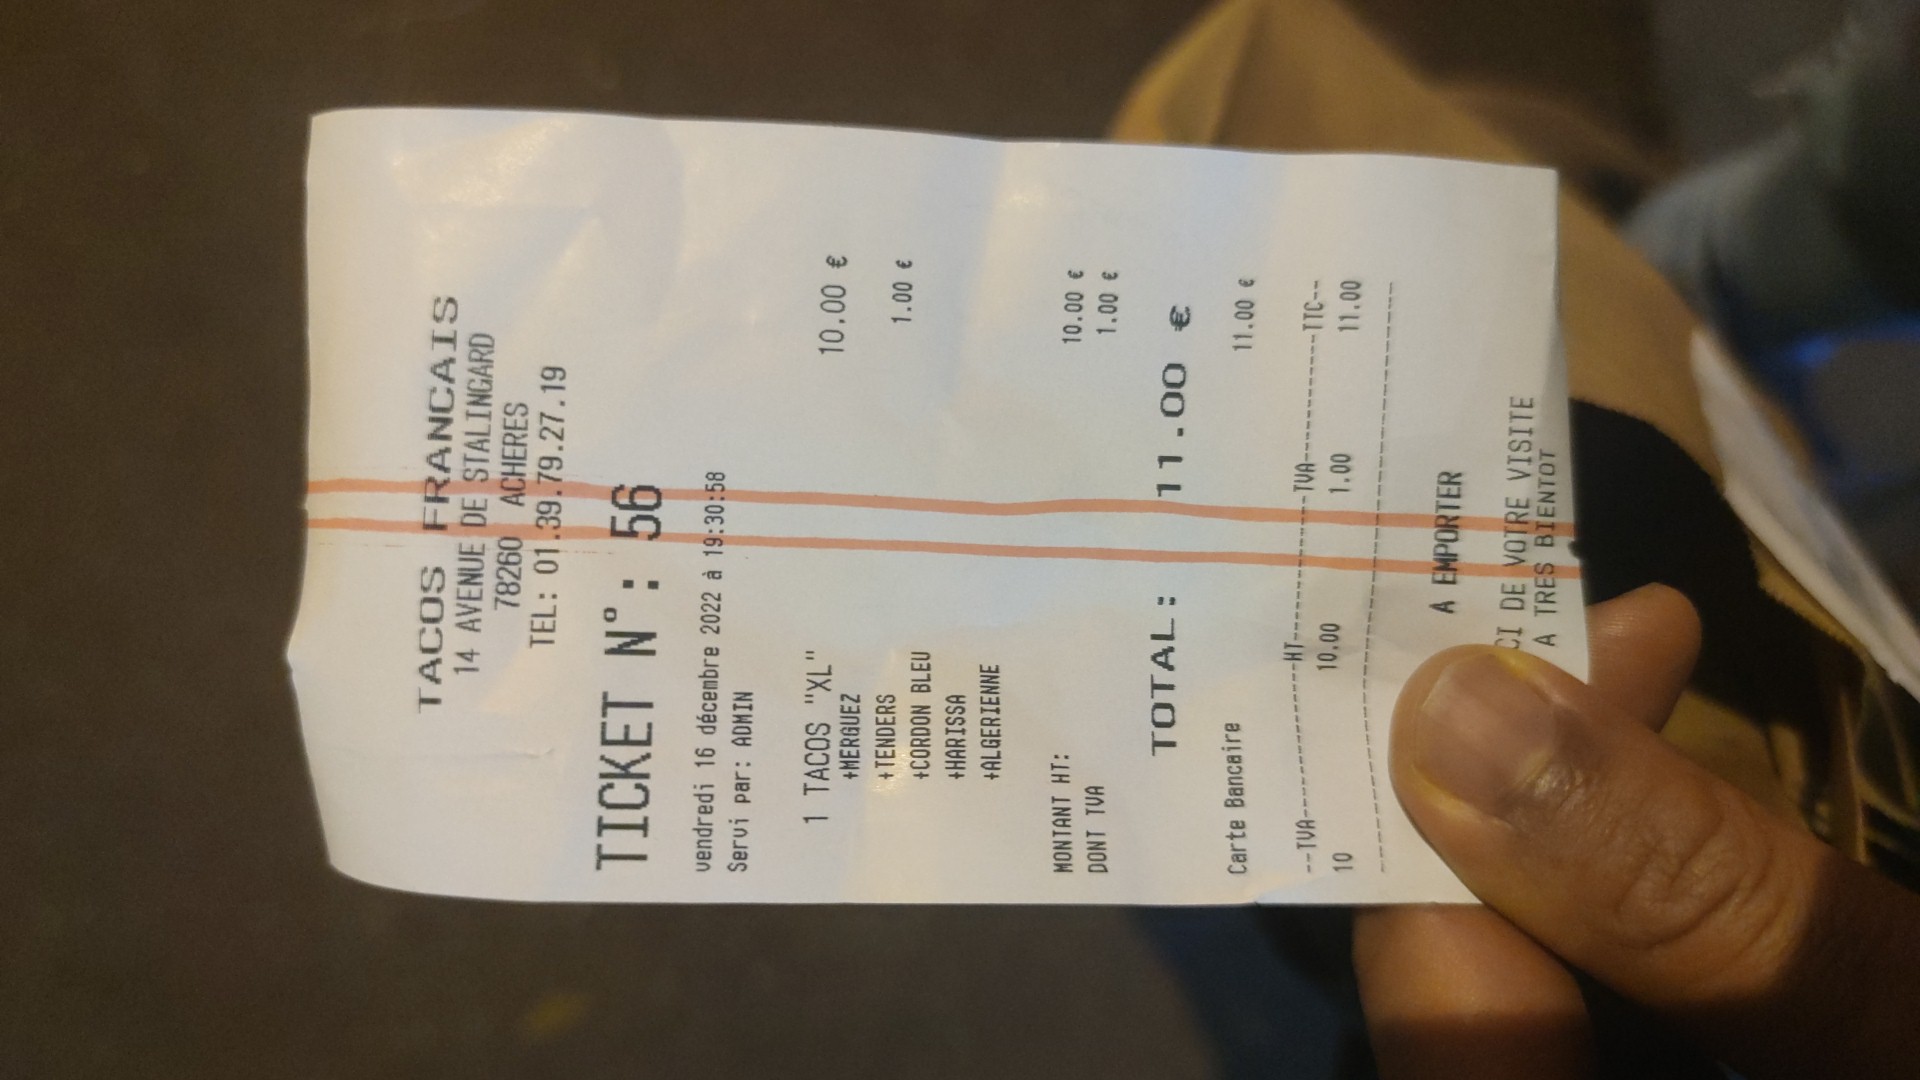 TACOS FRANCAIS
14 AVENUE DE STALINGARD
78260 ACHERES
TEL: 01.39.79.27.19
TICKET N°: 56
vendredi 16 décembre 2022 à 19:30:58
Servi par: ADMIN
1 TACOS "XL" 10.00 €
+MERGUEZ
+TENDERS 1.00 €
+CORDON BLEU
+HARISSA
+ALGERIENNE
MONTANT HT: 10.00 €
DONT TVA 1.00 €
TOTAL: 11.00 €
Carte Bancaire 11.00 €
--TVA----------------HT----------------TVA-------------TTC--
10 10.00 1.00 11.00
------------------------------------------------------------
A EMPORTER
CI DE VOTRE VISITE
A TRES BIENTOT